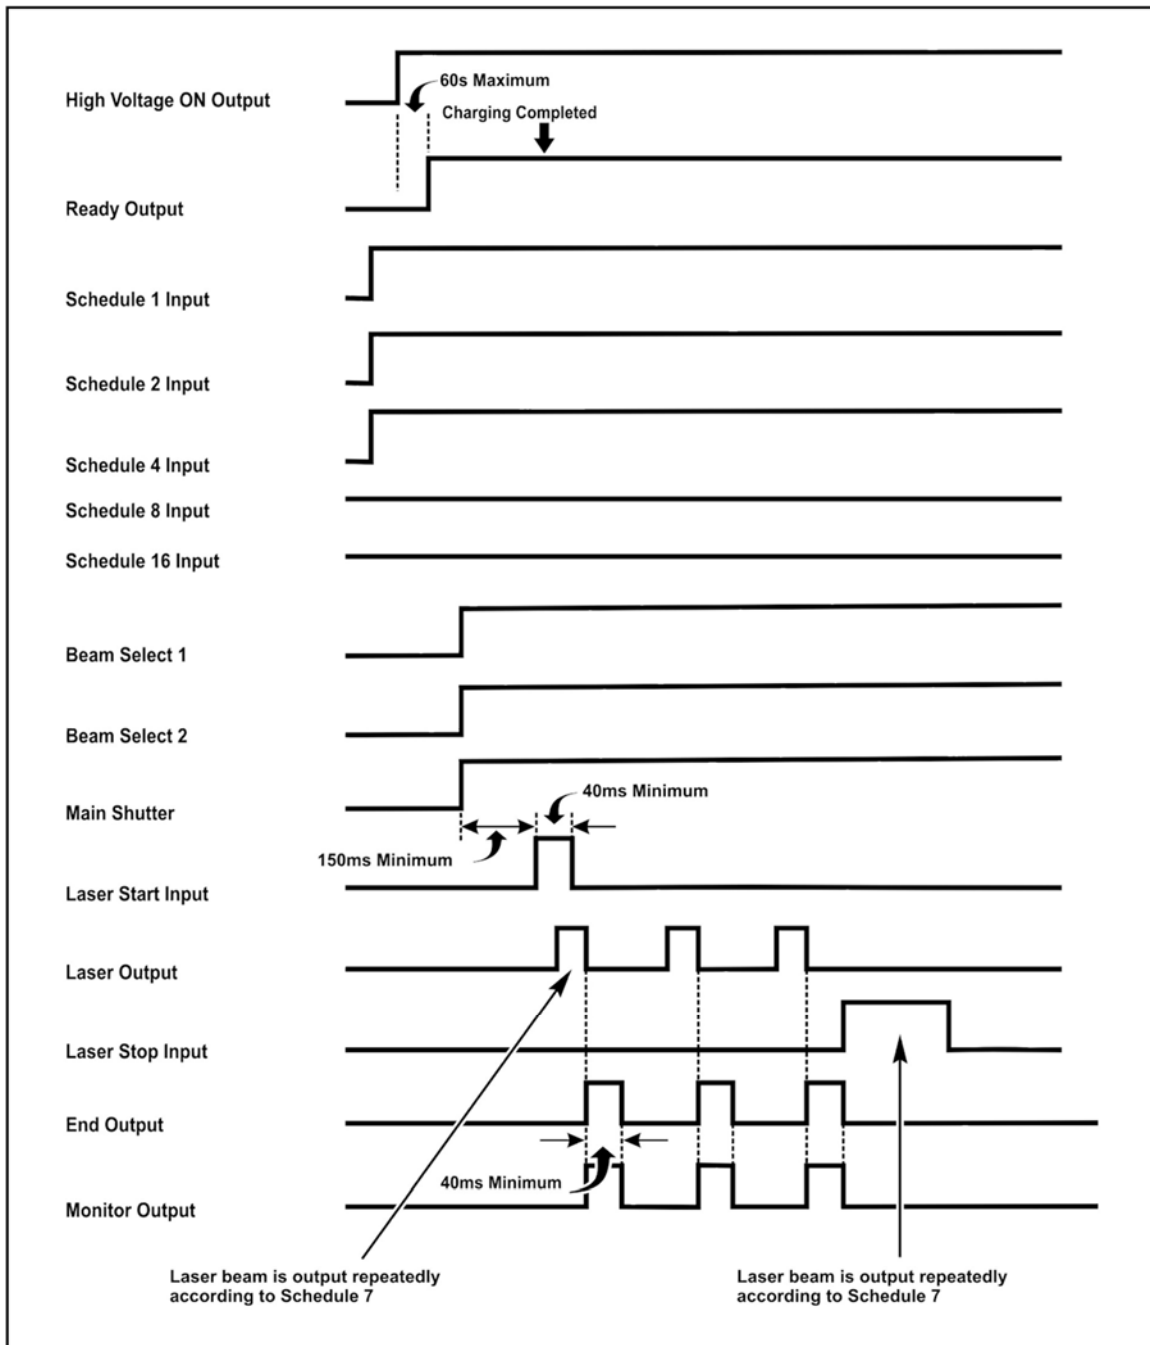 60s Maximum
High Voltage ON Output
Charging Completed
Ready Output
Schedule 1 Input
Schedule 2 Input
Schedule 4 Input
Schedule 8 Input
Schedule 16 Input
Beam Select 1
Beam Select 2
40ms Minimum
Main Shutter
150ms Minimum
Laser Start Input
Laser Output
Laser Stop Input
End Output
40ms Minimum
Monitor Output
Laser beam is output repeatedly
according to Schedule 7
Laser beam is output repeatedly
according to Schedule 7